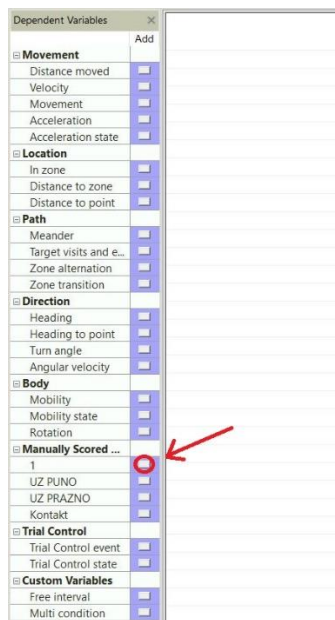 Dependent Variables
Add
Movement
Distance moved
Velocity
Movement
Acceleration
Acceleration state
Location
In zone
Distance to zone
Distance to point
Path
Meander
Target visits and e...
Zone alternation
Zone transition
Direction
Heading
Heading to point
Turn angle
Angular velocity
Body
Mobility
Mobility state
Rotation
Manually Scored ...
1
UZ PUNO
UZ PRAZNO
Kontakt
Trial Control
Trial Control event
Trial Control state
Custom Variables
Free interval
Multi condition